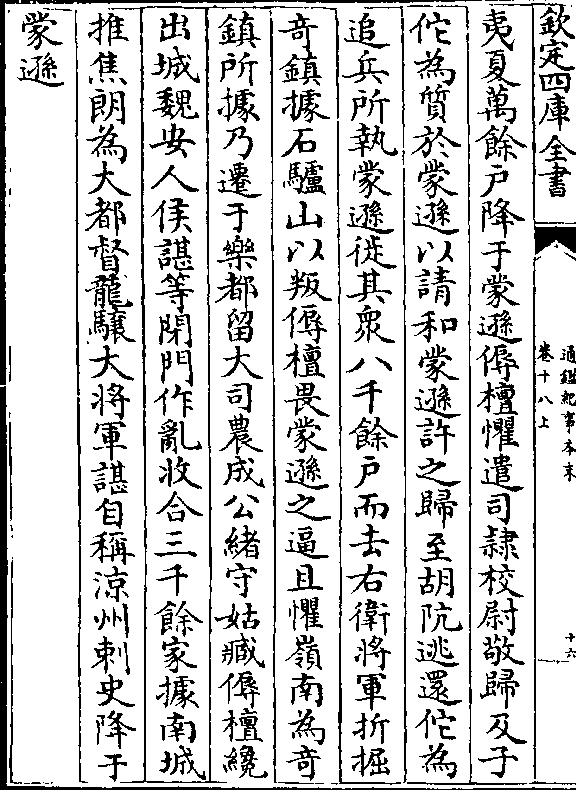 欽定四庫全書
通鑑紀事本末
卷十八上
十六
夷夏萬餘戶降于蒙遜傉檀懼遣司隸校尉敬歸及子
佗為質於蒙遜以請和蒙遜許之歸至胡阬逃還佗為
追兵所執蒙遜徙其衆八千餘戶而去右衛將軍折掘
奇鎮據石驢山以叛傉檀畏蒙遜之逼且懼嶺南為奇
鎮所據乃遷于樂都留大司農成公緒守姑臧傉檀纔
出城魏安人侯諶等閉門作亂收合三千餘家據南城
推焦朗為大都督龍驤大將軍諶自稱涼州刺史降于
蒙遜